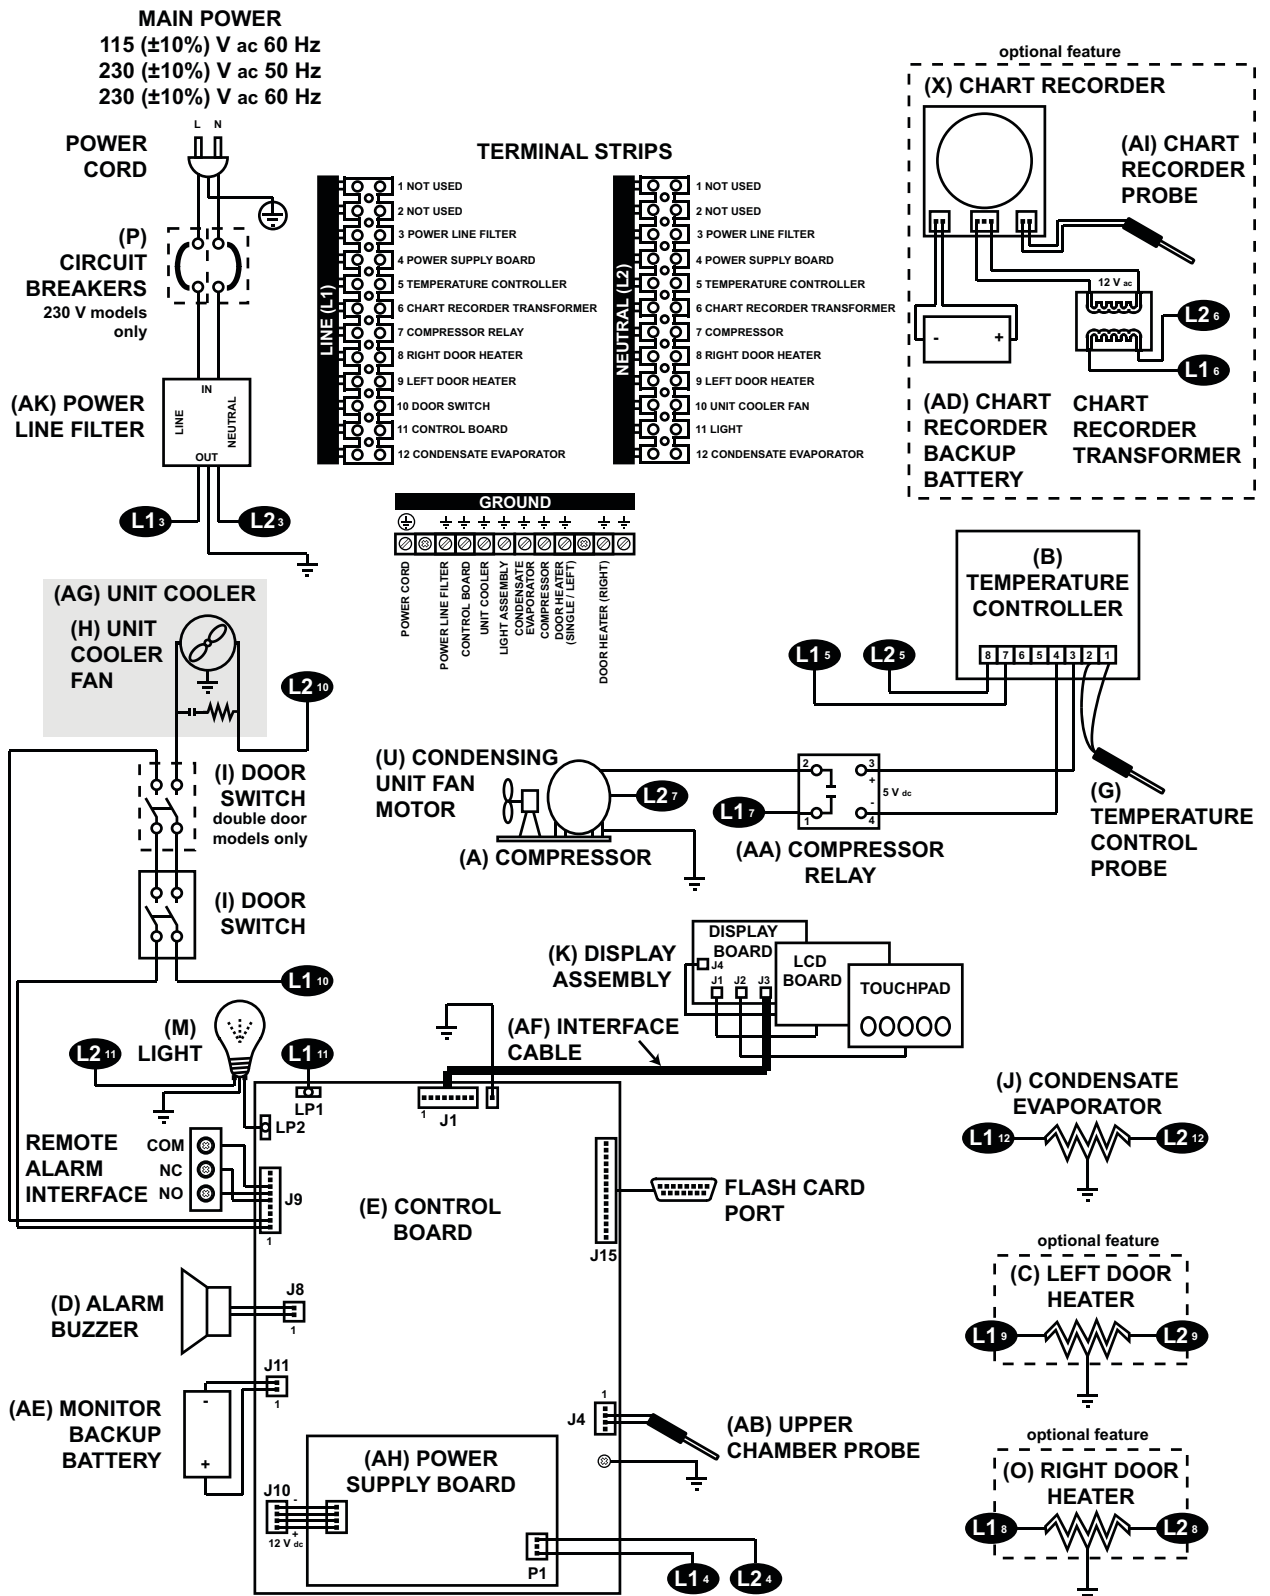 MAIN POWER
115 (±10%) V ac 60 Hz
230 (±10%) V ac 50 Hz
230 (±10%) V ac 60 Hz
L N
POWER
CORD
(P)
CIRCUIT
BREAKERS
230 V models
only
IN
LINE
NEUTRAL
OUT
(AK) POWER
LINE FILTER
L1 3
L2 3
TERMINAL STRIPS
LINE (L1)
1 NOT USED
2 NOT USED
3 POWER LINE FILTER
4 POWER SUPPLY BOARD
5 TEMPERATURE CONTROLLER
6 CHART RECORDER TRANSFORMER
7 COMPRESSOR RELAY
8 RIGHT DOOR HEATER
9 LEFT DOOR HEATER
10 DOOR SWITCH
11 CONTROL BOARD
12 CONDENSATE EVAPORATOR
NEUTRAL (L2)
1 NOT USED
2 NOT USED
3 POWER LINE FILTER
4 POWER SUPPLY BOARD
5 TEMPERATURE CONTROLLER
6 CHART RECORDER TRANSFORMER
7 COMPRESSOR
8 RIGHT DOOR HEATER
9 LEFT DOOR HEATER
10 UNIT COOLER FAN
11 LIGHT
12 CONDENSATE EVAPORATOR
GROUND
POWER CORD
POWER LINE FILTER
CONTROL BOARD
UNIT COOLER
LIGHT ASSEMBLY
CONDENSATE
EVAPORATOR
COMPRESSOR
DOOR HEATER
(SINGLE / LEFT)
DOOR HEATER (RIGHT)
optional feature
(X) CHART RECORDER
(AI) CHART
RECORDER
PROBE
12 V ac
- +
L2 6
L1 6
(AD) CHART
RECORDER
BACKUP
BATTERY
CHART
RECORDER
TRANSFORMER
(B)
TEMPERATURE
CONTROLLER
8 7 6 5 4 3 2 1
L1 5
L2 5
(AG) UNIT COOLER
(H) UNIT
COOLER
FAN
L2 10
(I) DOOR
SWITCH
double door
models only
(I) DOOR
SWITCH
L1 10
(U) CONDENSING
UNIT FAN
MOTOR
L2 7
(A) COMPRESSOR
L1 7
2 3
+
5 V dc
-
1 4
(AA) COMPRESSOR
RELAY
(G)
TEMPERATURE
CONTROL
PROBE
(K) DISPLAY
ASSEMBLY
DISPLAY
BOARD
J4
J1 J2 J3
LCD
BOARD
TOUCHPAD
(AF) INTERFACE
CABLE
(M)
LIGHT
L2 11
L1 11
LP1
LP2
1
J1
REMOTE
ALARM
INTERFACE
COM
NC
NO
J9
1
(E) CONTROL
BOARD
J15
FLASH CARD
PORT
(D) ALARM
BUZZER
J8
1
(AE) MONITOR
BACKUP
BATTERY
-
+
J11
1
1
J4
(AB) UPPER
CHAMBER PROBE
(AH) POWER
SUPPLY BOARD
J10
-
+
12 V dc
P1
L1 4
L2 4
(J) CONDENSATE
EVAPORATOR
L1 12
L2 12
optional feature
(C) LEFT DOOR
HEATER
L1 9
L2 9
optional feature
(O) RIGHT DOOR
HEATER
L1 8
L2 8